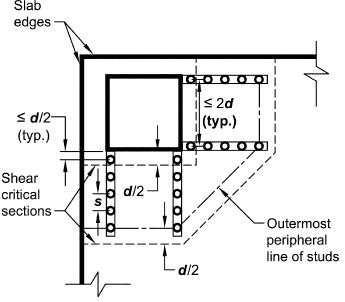 Slab
edges
≤ d/2
(typ.)
≤ 2d
(typ.)
Shear
critical
sections
s
d/2
d/2
Outermost
peripheral
line of studs